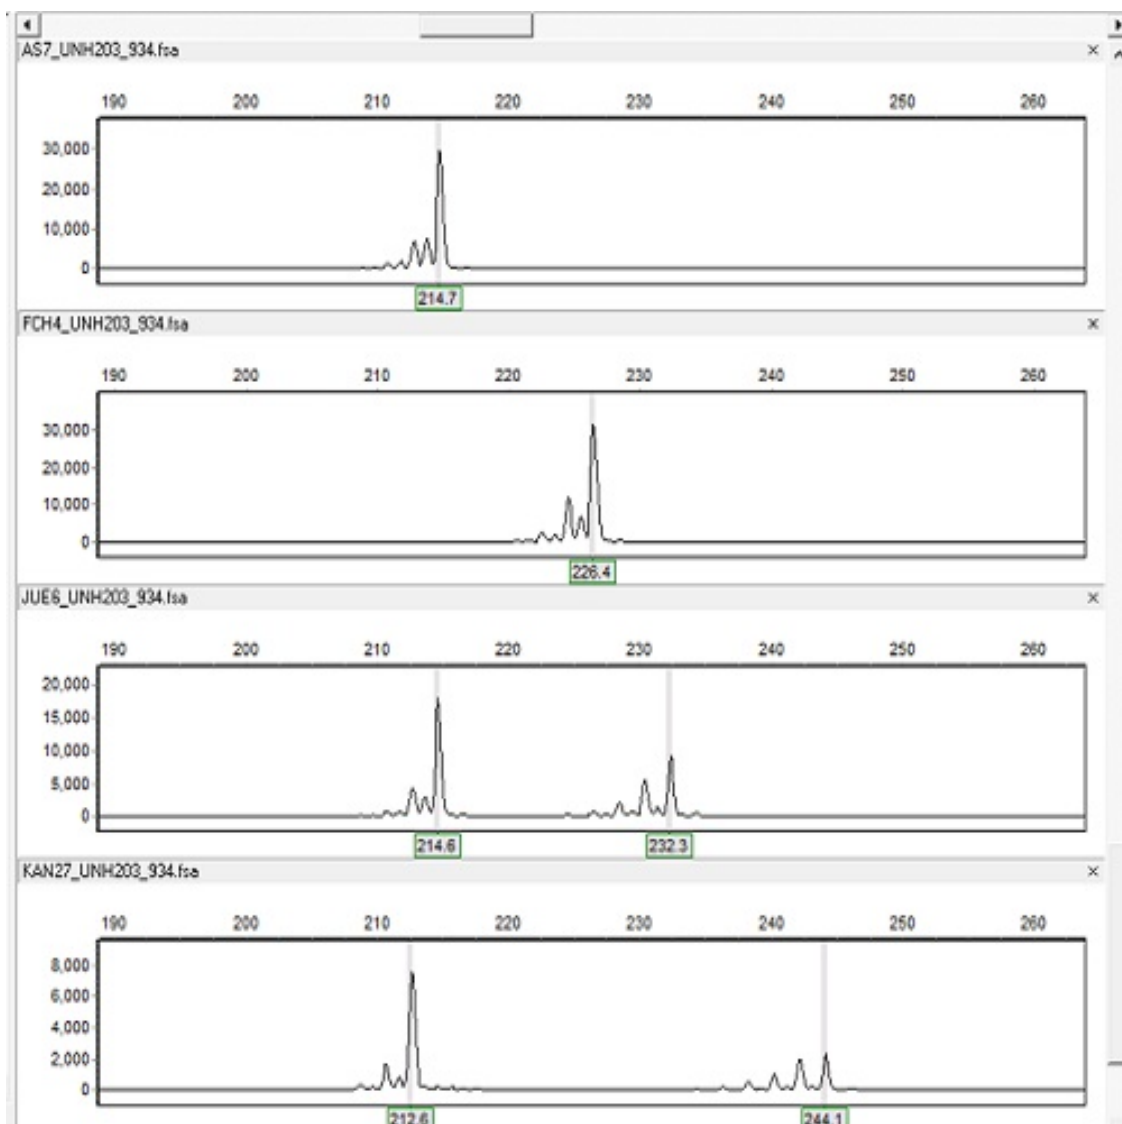 AS7_UNH203_934.fsa ×
190 200 210 220 230 240 250 260
30,000
20,000
10,000
0
214.7
FCH4_UNH203_934.fsa ×
190 200 210 220 230 240 250 260
30,000
20,000
10,000
0
226.4
JUE6_UNH203_934.fsa ×
190 200 210 220 230 240 250 260
20,000
15,000
10,000
5,000
0
214.6 232.3
KAN27_UNH203_934.fsa ×
190 200 210 220 230 240 250 260
8,000
6,000
4,000
2,000
0
212.6 244.1